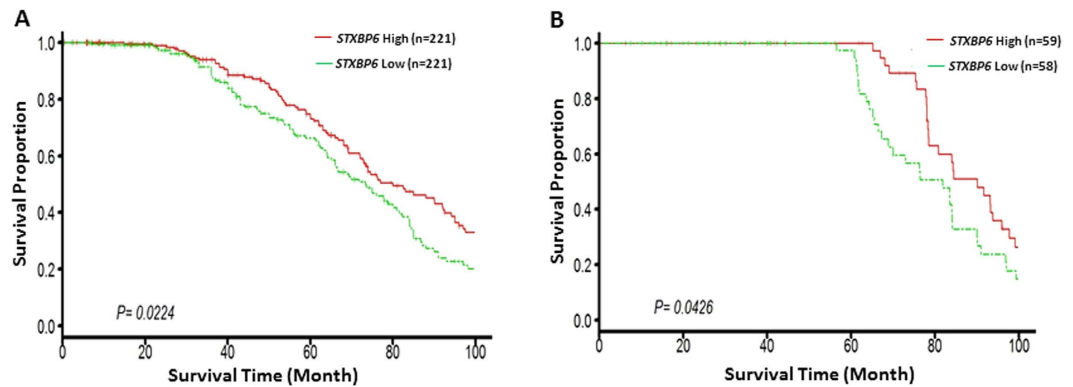 A
STXBP6 High (n=221)
STXBP6 Low (n=221)
Survival Proportion
1.0
0.8
0.6
0.4
0.2
0.0
P= 0.0224
0 20 40 60 80 100
Survival Time (Month)
B
STXBP6 High (n=59)
STXBP6 Low (n=58)
Survival Proportion
1.0
0.8
0.6
0.4
0.2
0.0
P= 0.0426
0 20 40 60 80 100
Survival Time (Month)